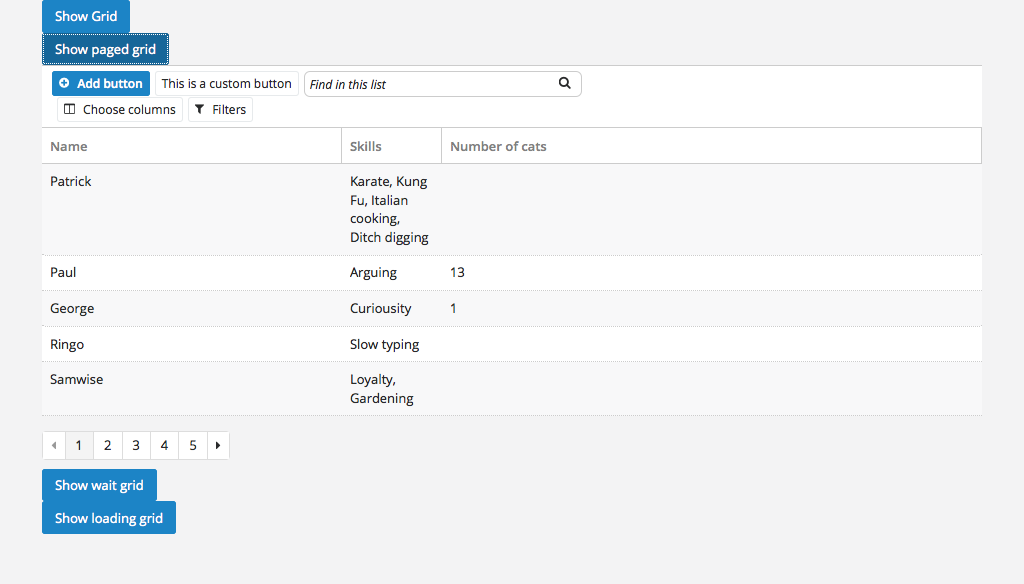 Show Grid
Show paged grid
Add button This is a custom button Find in this list
Choose columns Filters
Name Skills Number of cats
Patrick Karate, Kung
Fu, Italian
cooking,
Ditch digging
Paul Arguing 13
George Curiousity 1
Ringo Slow typing
Samwise Loyalty,
Gardening
1 2 3 4 5
Show wait grid
Show loading grid